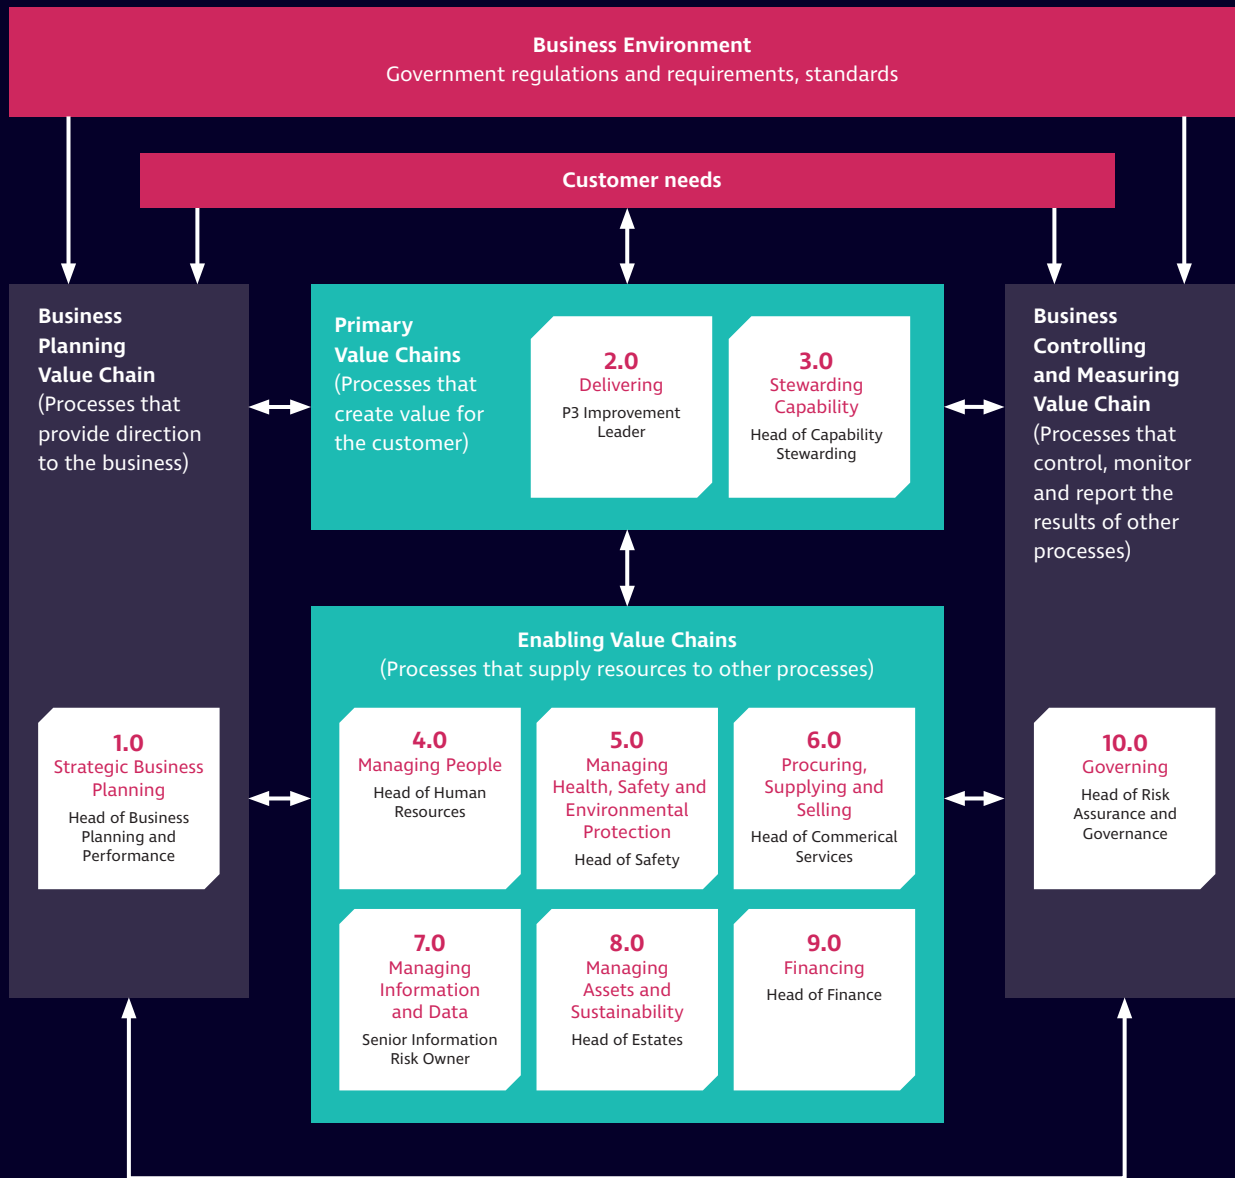 Business Environment
Government regulations and requirements, standards
Customer needs
Business
Planning
Value Chain
(Processes that
provide direction
to the business)
1.0
Strategic Business
Planning
Head of Business
Planning and
Performance
Primary
Value Chains
(Processes that
create value for
the customer)
2.0
Delivering
P3 Improvement
Leader
3.0
Stewarding
Capability
Head of Capability
Stewarding
Enabling Value Chains
(Processes that supply resources to other processes)
4.0
Managing People
Head of Human
Resources
5.0
Managing
Health, Safety and
Environmental
Protection
Head of Safety
6.0
Procuring,
Supplying and
Selling
Head of Commerical
Services
7.0
Managing
Information
and Data
Senior Information
Risk Owner
8.0
Managing
Assets and
Sustainability
Head of Estates
9.0
Financing
Head of Finance
Business
Controlling
and Measuring
Value Chain
(Processes that
control, monitor
and report the
results of other
processes)
10.0
Governing
Head of Risk
Assurance and
Governance